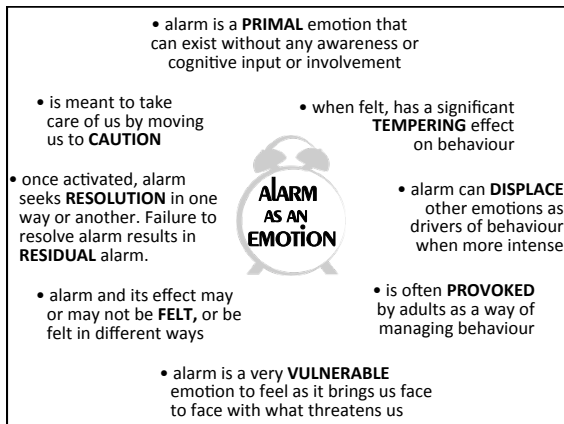 • alarm is a PRIMAL emotion that
can exist without any awareness or
cognitive input or involvement
• is meant to take
care of us by moving
us to CAUTION
• when felt, has a significant
TEMPERING effect
on behaviour
• once activated, alarm
seeks RESOLUTION in one
way or another. Failure to
resolve alarm results in
RESIDUAL alarm.
ALARM
AS AN
EMOTION
• alarm can DISPLACE
other emotions as
drivers of behaviour
when more intense
• alarm and its effect may
or may not be FELT, or be
felt in different ways
• is often PROVOKED
by adults as a way of
managing behaviour
• alarm is a very VULNERABLE
emotion to feel as it brings us face
to face with what threatens us